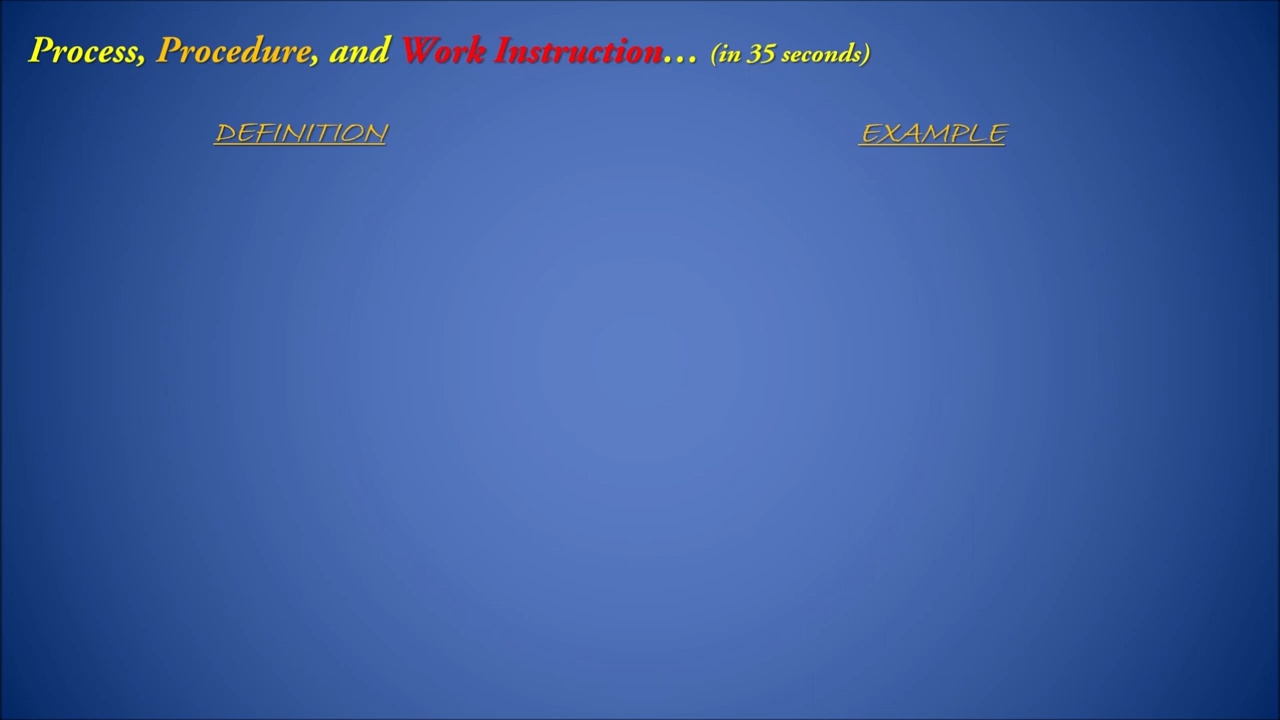 Process, Procedure, and Work Instruction... (in 35 seconds)
DEFINITION
EXAMPLE